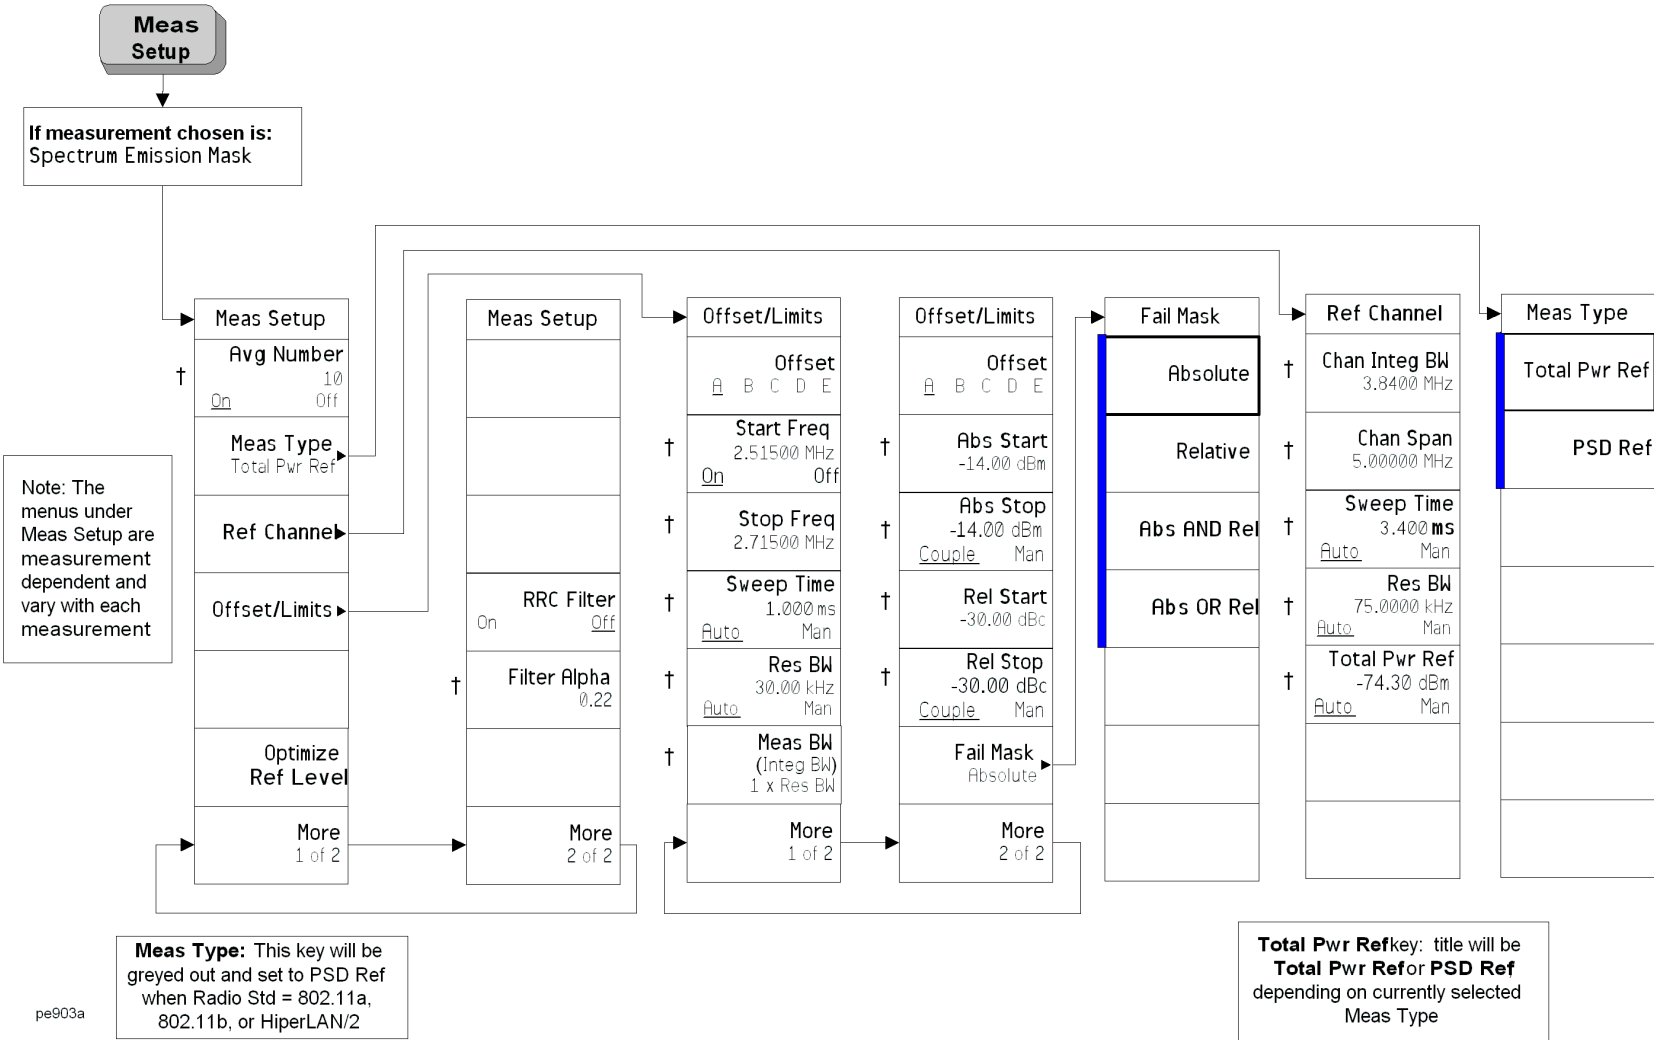 Meas
Setup
If measurement chosen is:
Spectrum Emission Mask
Note: The
menus under
Meas Setup are
measurement
dependent and
vary with each
measurement
Meas Setup
†
Avg Number
10
On Off
Meas Type
Total Pwr Ref
Ref Channel
Offset/Limits
Optimize
Ref Level
More
1 of 2
Meas Setup
RRC Filter
On Off
†
Filter Alpha
0.22
More
2 of 2
Offset/Limits
Offset
A B C D E
†
Start Freq
2.51500 MHz
On Off
†
Stop Freq
2.71500 MHz
†
Sweep Time
1.000 ms
Auto Man
†
Res BW
30.00 kHz
Auto Man
†
Meas BW
(Integ BW)
1 x Res BW
More
1 of 2
Offset/Limits
Offset
A B C D E
†
Abs Start
-14.00 dBm
†
Abs Stop
-14.00 dBm
Couple Man
†
Rel Start
-30.00 dBc
†
Rel Stop
-30.00 dBc
Couple Man
Fail Mask
Absolute
More
2 of 2
Fail Mask
Absolute
Relative
Abs AND Rel
Abs OR Rel
Ref Channel
†
Chan Integ BW
3.8400 MHz
†
Chan Span
5.00000 MHz
†
Sweep Time
3.400 ms
Auto Man
†
Res BW
75.0000 kHz
Auto Man
†
Total Pwr Ref
-74.30 dBm
Auto Man
Meas Type
Total Pwr Ref
PSD Ref
Meas Type: This key will be
greyed out and set to PSD Ref
when Radio Std = 802.11a,
802.11b, or HiperLAN/2
Total Pwr Refkey: title will be
Total Pwr Refor PSD Ref
depending on currently selected
Meas Type
pe903a